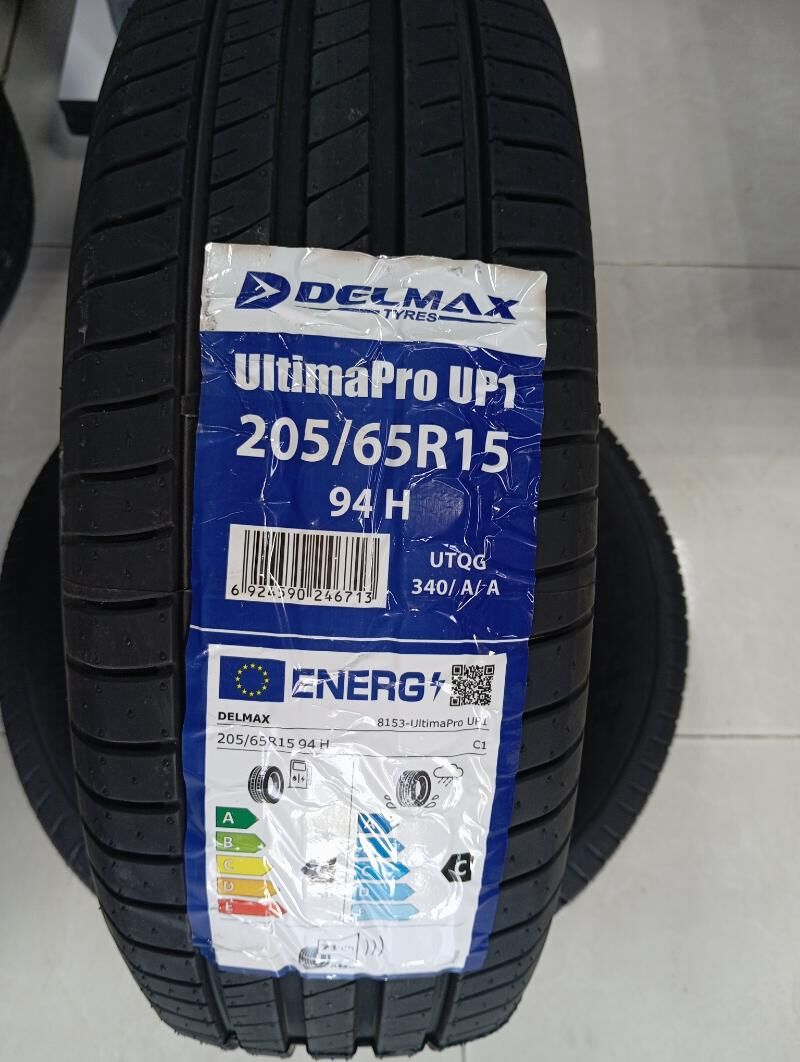 DELMAX
TYRES
UltimaPro UP1
205/65R15
94 H
UTQG
340/ A/ A
6 924590 246713
ENERG
DELMAX
8153-UltimaPro UP1
205/65R15 94 H
C1
A
B
C
D
E
C